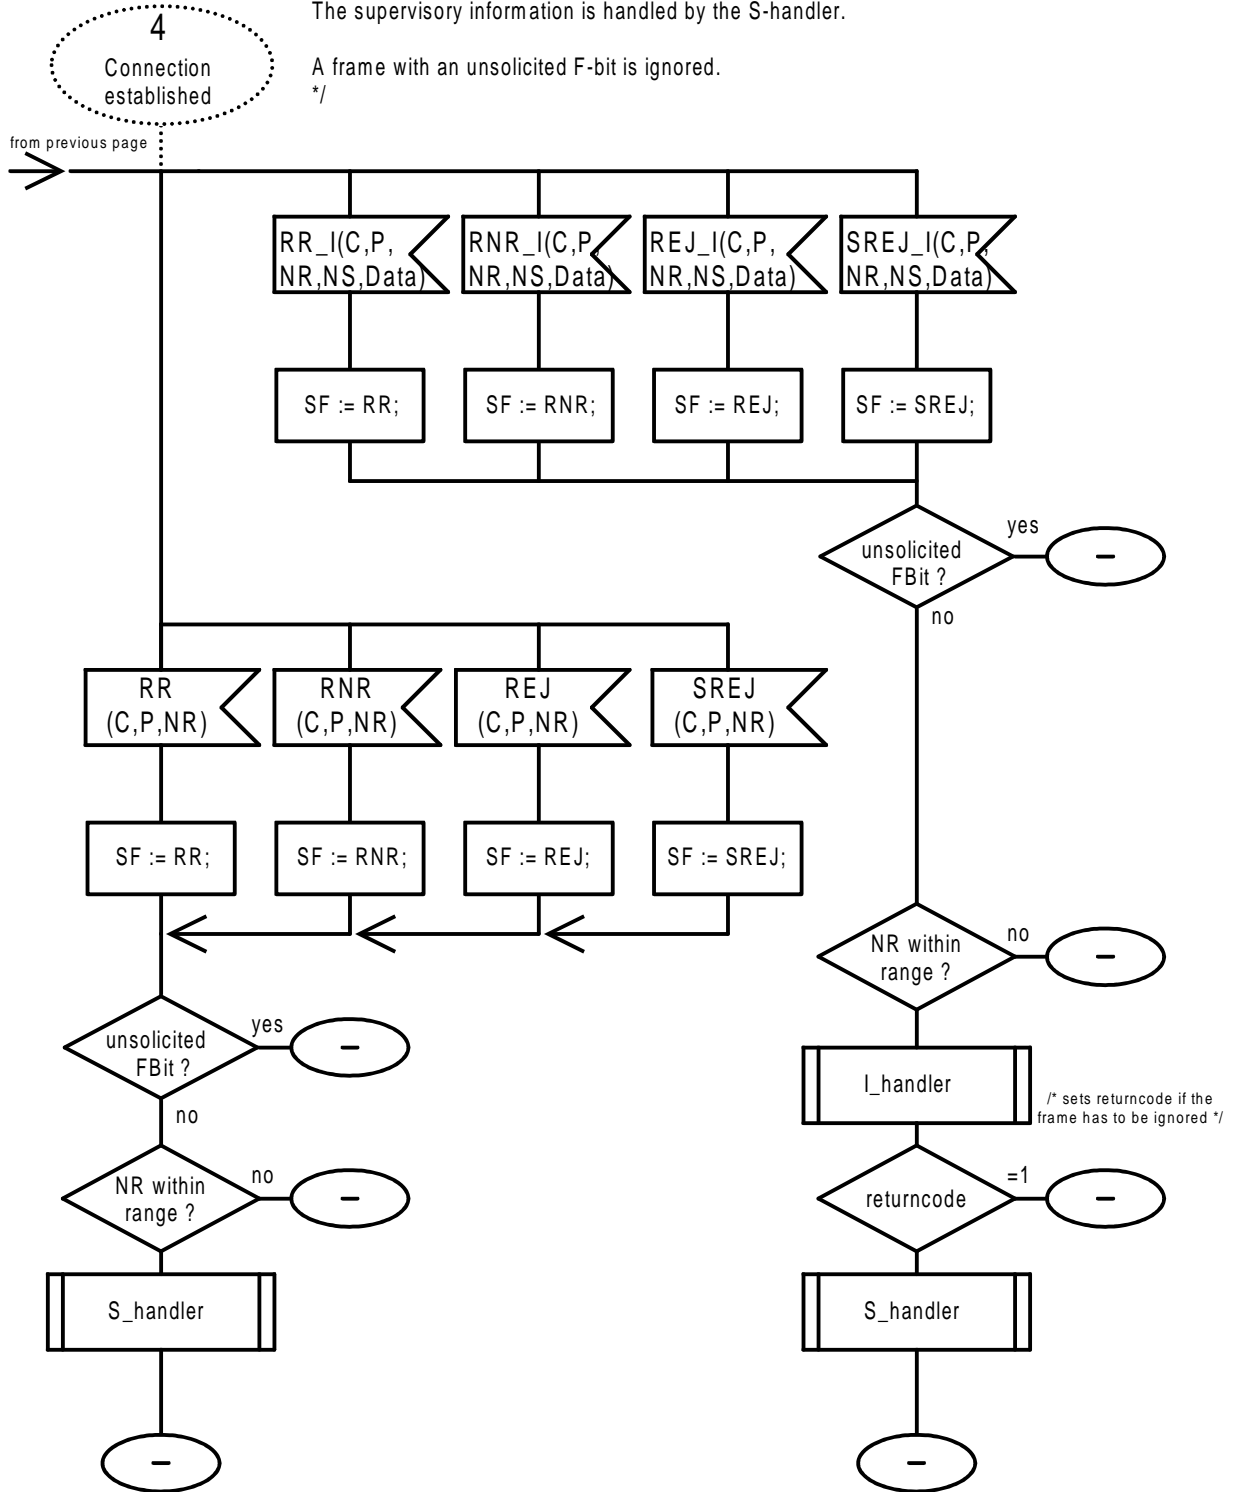 The supervisory information is handled by the S-handler.
4
Connection
established
A frame with an unsolicited F-bit is ignored.
*/
from previous page
RR_I(C,P,
NR,NS,Data)
RNR_I(C,P,
NR,NS,Data)
REJ_I(C,P,
NR,NS,Data)
SREJ_I(C,P,
NR,NS,Data)
SF := RR;
SF := RNR;
SF := REJ;
SF := SREJ;
unsolicited
FBit ?
yes
–
no
RR
(C,P,NR)
RNR
(C,P,NR)
REJ
(C,P,NR)
SREJ
(C,P,NR)
SF := RR;
SF := RNR;
SF := REJ;
SF := SREJ;
NR within
range ?
no
–
unsolicited
FBit ?
yes
–
no
I_handler
/* sets returncode if the
frame has to be ignored */
NR within
range ?
no
–
returncode
=1
–
S_handler
S_handler
–
–